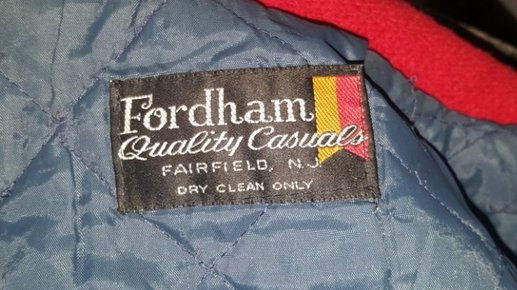 Fordham
Quality Casuals
FAIRFIELD, N.J.
DRY CLEAN ONLY